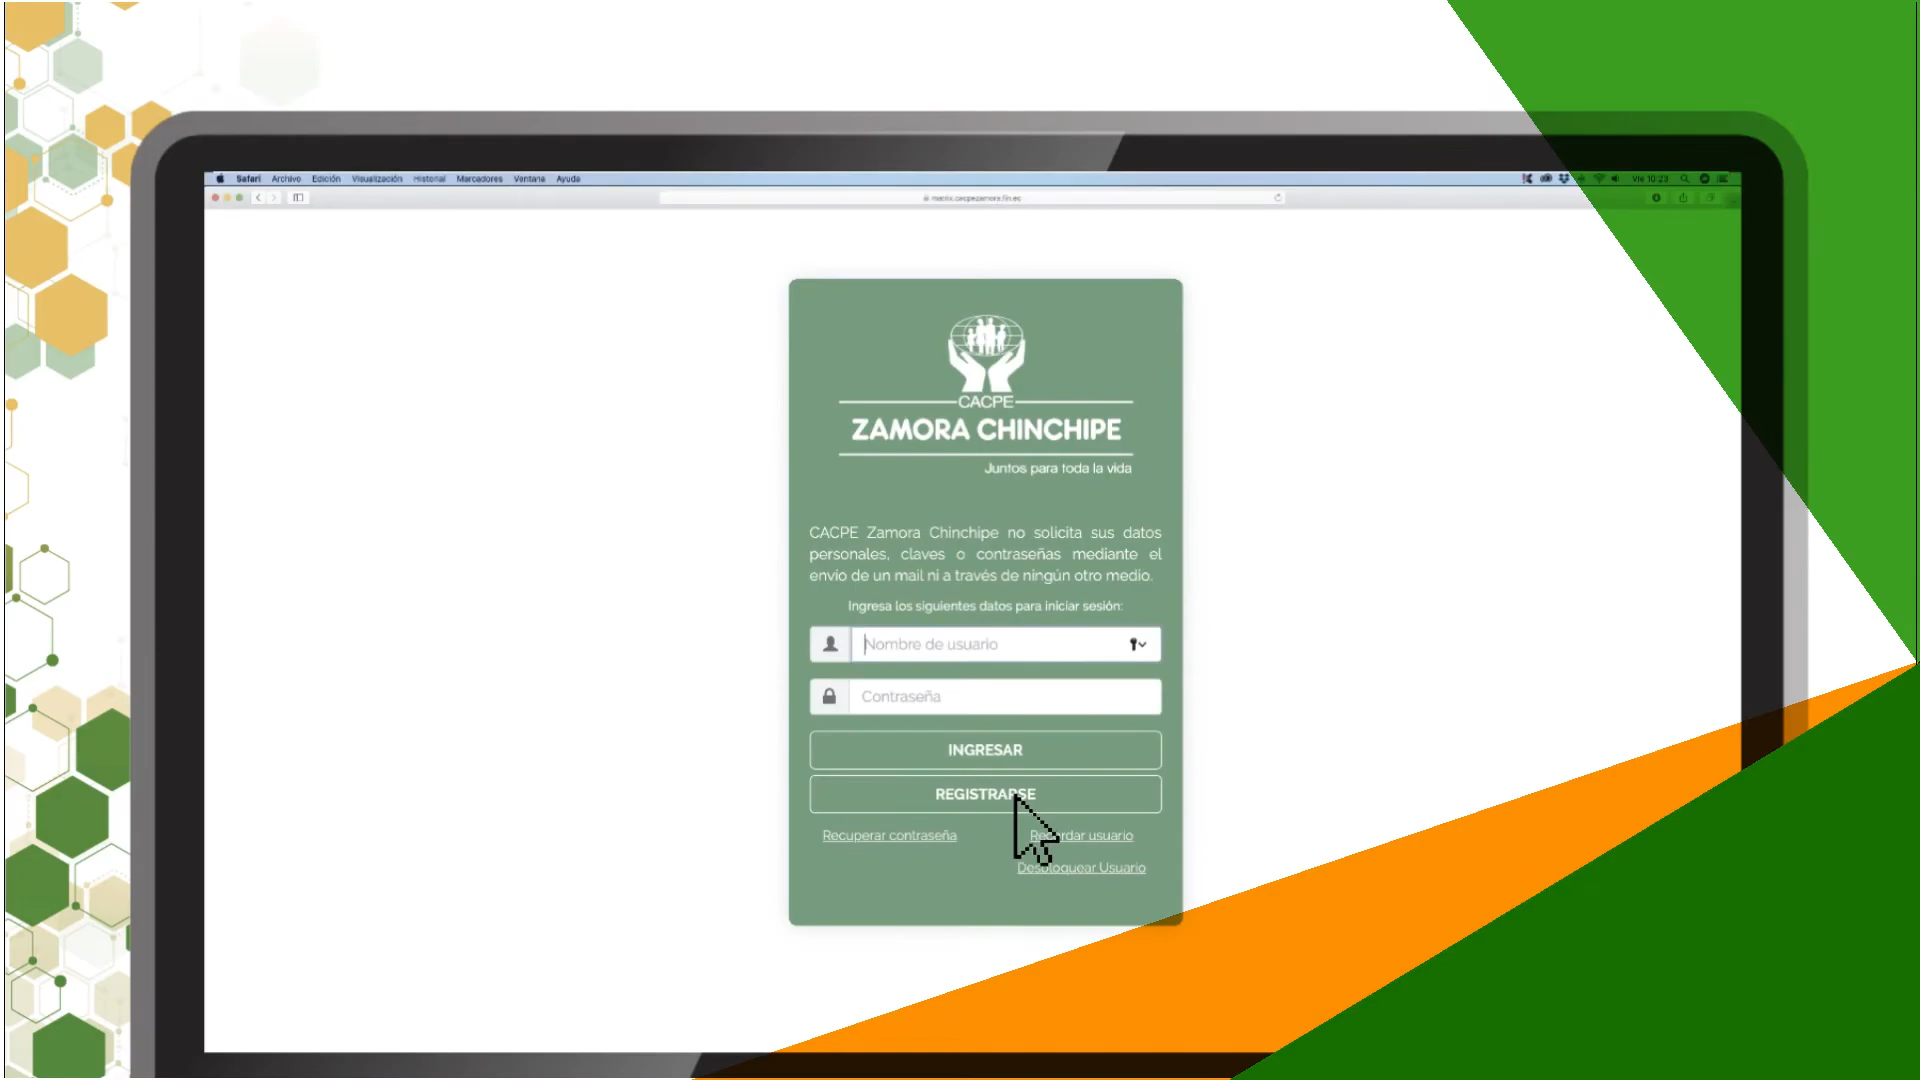 Safari Archivo Edición Visualización Historial Marcadores Ventana Ayuda
Vie 10:23
CACPE
ZAMORA CHINCHIPE
Juntos para toda la vida
CACPE Zamora Chinchipe no solicita sus datos
personales, claves o contraseñas mediante el
envío de un mail ni a través de ningún otro medio.
Ingresa los siguientes datos para iniciar sesión:
Nombre de usuario
Contraseña
INGRESAR
REGISTRARSE
Recuperar contraseña Recordar usuario
Desbloquear Usuario